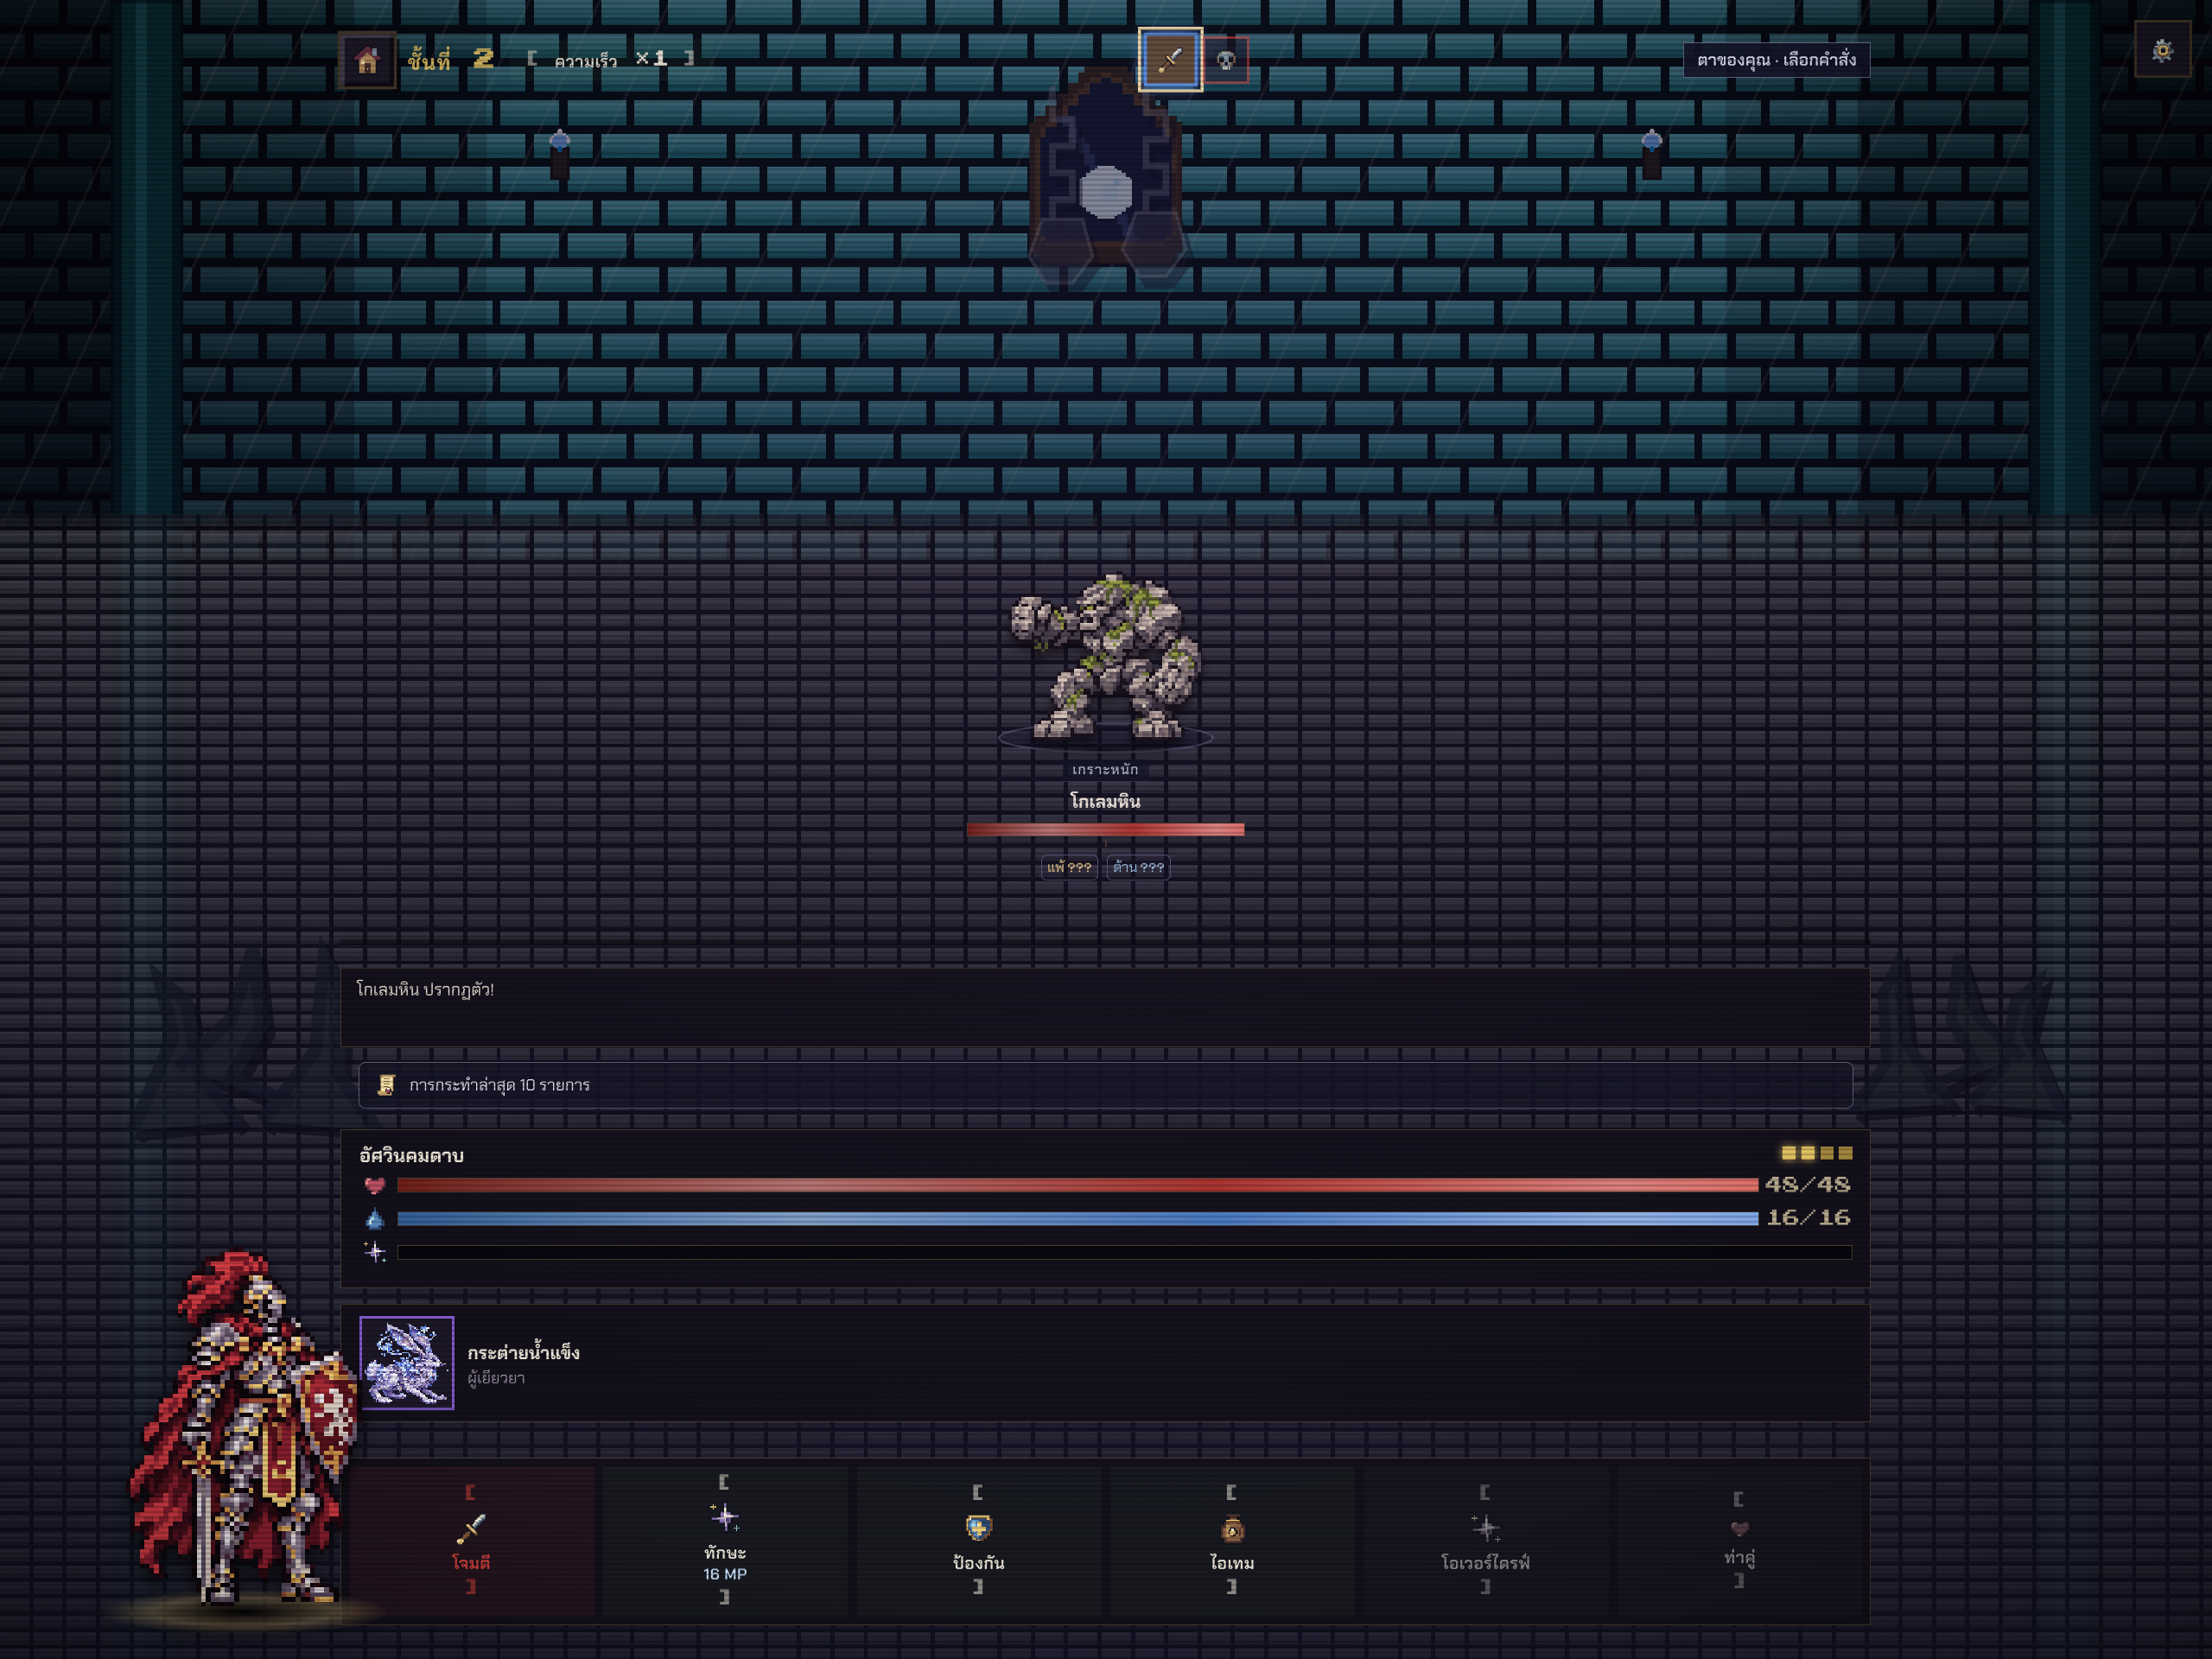 ชั้นที่ 2 [ ความเร็ว ×1 ]
ตาของคุณ · เลือกคำสั่ง
เกราะหนัก
โกเลมหิน
แพ้ ??? ต้าน ???
โกเลมหิน ปรากฏตัว!
การกระทำล่าสุด 10 รายการ
อัศวินคมดาบ
48/48
16/16
กระต่ายน้ำแข็ง
ผู้เยียวยา
[ โจมตี ]
[ ทักษะ
16 MP ]
[ ป้องกัน ]
[ ไอเทม ]
[ โอเวอร์ไดรฟ์ ]
[ ท่าคู่ ]